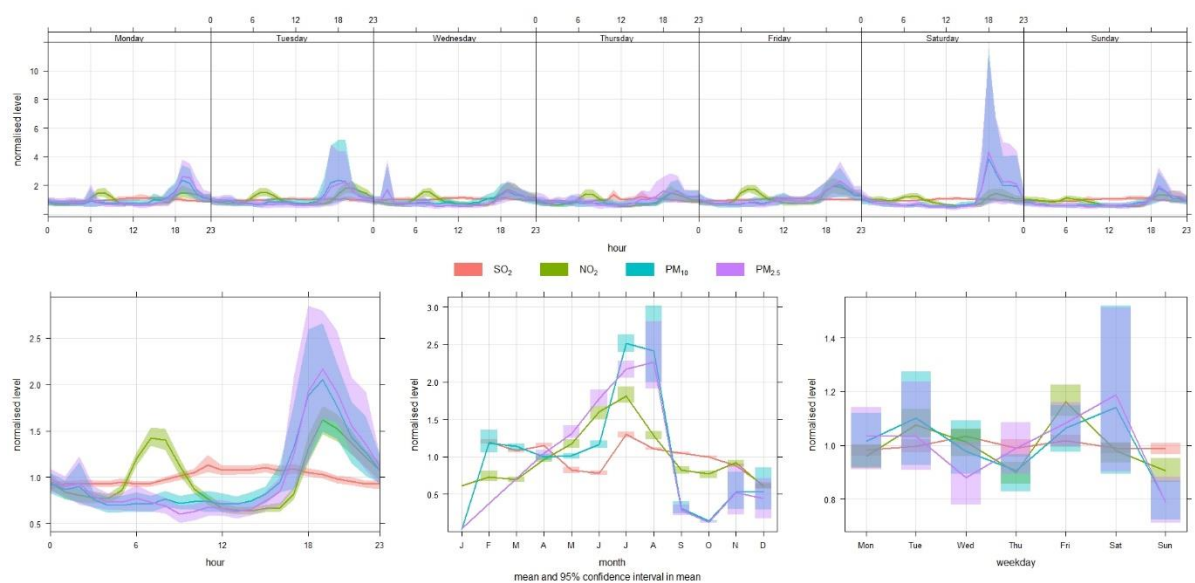 0 6 12 18 23 0 6 12 18 23 0 6 12 18 23
Monday Tuesday Wednesday Thursday Friday Saturday Sunday
normalised level
10
8
6
4
2
0 6 12 18 23 0 6 12 18 23 0 6 12 18 23 0 6 12 18 23
hour
SO2 NO2 PM10 PM2.5
normalised level
2.5
2.0
1.5
1.0
0.5
0 6 12 18 23
hour
normalised level
3.0
2.5
2.0
1.5
1.0
0.5
J F M A M J J A S O N D
month
normalised level
1.4
1.2
1.0
0.8
Mon Tue Wed Thu Fri Sat Sun
weekday
mean and 95% confidence interval in mean